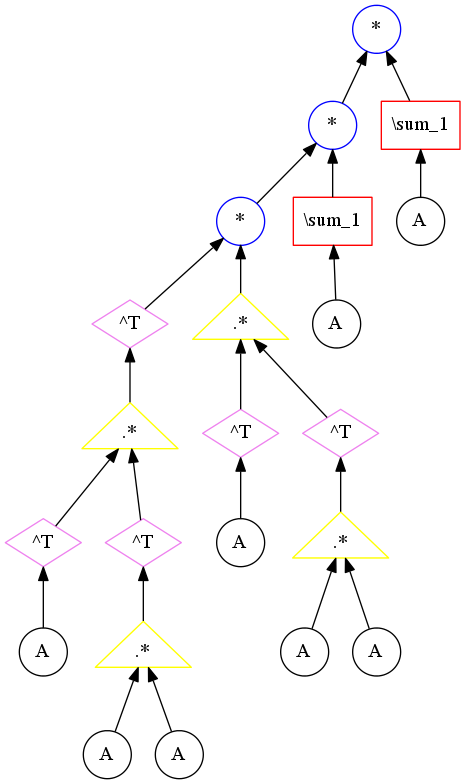 *
* \sum_1
* \sum_1 A
^T .* A
.* ^T ^T
^T ^T A .*
A .* A A
A A